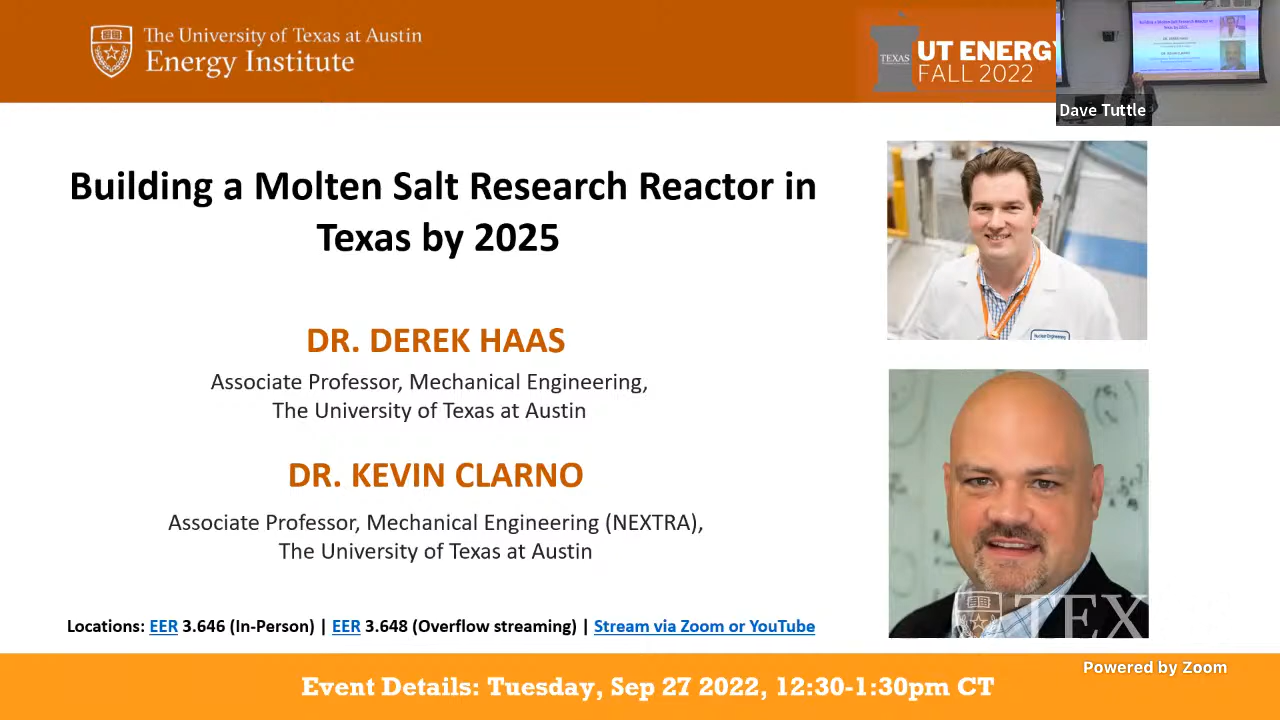 The University of Texas at Austin
Energy Institute
TEXAS
UT ENERGY
FALL 2022
Dave Tuttle
Building a Molten Salt Research Reactor in
Texas by 2025
DR. DEREK HAAS
Associate Professor, Mechanical Engineering,
The University of Texas at Austin
DR. KEVIN CLARNO
Associate Professor, Mechanical Engineering (NEXTRA),
The University of Texas at Austin
Nuclear Engineering
TEX
Locations: EER 3.646 (In-Person) | EER 3.648 (Overflow streaming) | Stream via Zoom or YouTube
Powered by Zoom
Event Details: Tuesday, Sep 27 2022, 12:30-1:30pm CT